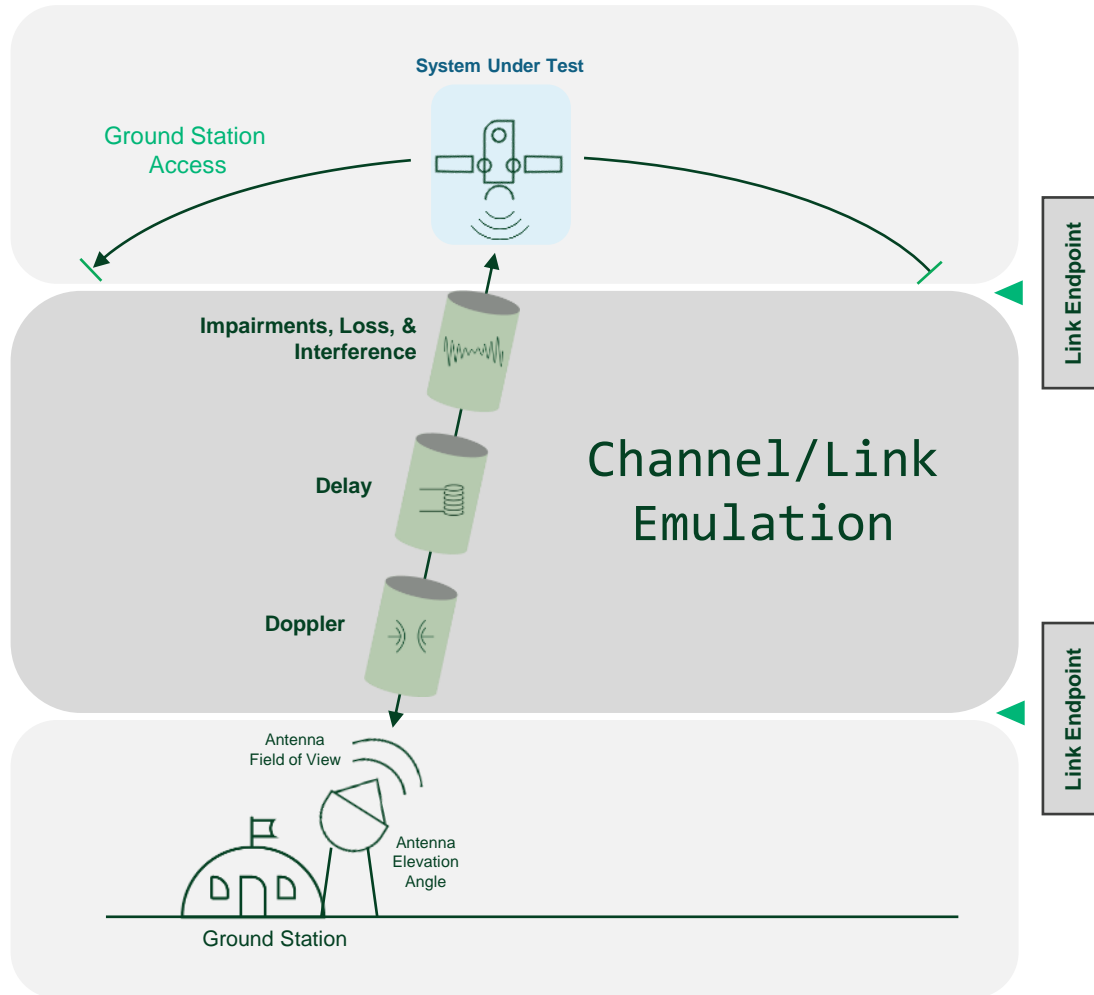 System Under Test
Ground Station
Access
Link Endpoint
Impairments, Loss, &
Interference
Channel/Link
Emulation
Delay
Doppler
Link Endpoint
Antenna
Field of View
Antenna
Elevation
Angle
Ground Station